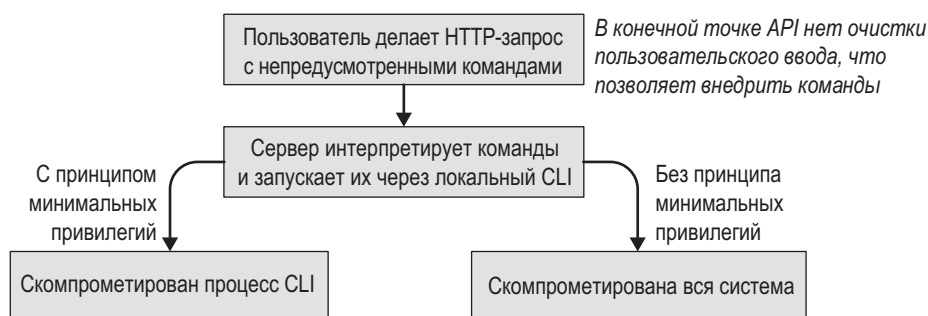 Пользователь делает HTTP-запрос
с непредусмотренными командами
В конечной точке API нет очистки
пользовательского ввода, что
позволяет внедрить команды
Сервер интерпретирует команды
и запускает их через локальный CLI
С принципом
минимальных
привилегий
Без принципа
минимальных
привилегий
Скомпрометирован процесс CLI
Скомпрометирована вся система